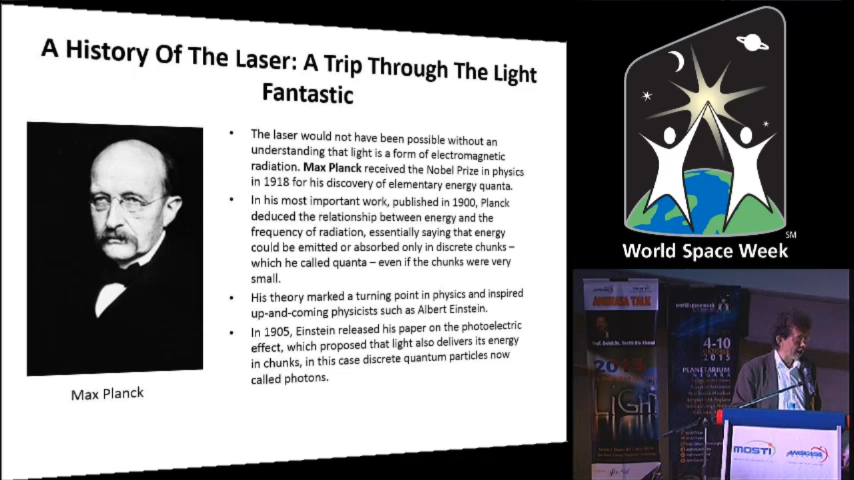 A History Of The Laser: A Trip Through The Light
Fantastic
• The laser would not have been possible without an
understanding that light is a form of electromagnetic
radiation. Max Planck received the Nobel Prize in physics
in 1918 for his discovery of elementary energy quanta.
• In his most important work, published in 1900, Planck
deduced the relationship between energy and the
frequency of radiation, essentially saying that energy
could be emitted or absorbed only in discrete chunks –
which he called quanta – even if the chunks were very
small.
• His theory marked a turning point in physics and inspired
up-and-coming physicists such as Albert Einstein.
• In 1905, Einstein released his paper on the photoelectric
effect, which proposed that light also delivers its energy
in chunks, in this case discrete quantum particles now
called photons.
Max Planck
SM
World Space Week
ANGKASA TALK
2015
LIGHT
4-10
2015
PLANETARIUM
NEGARA
MOSTI
ANGKASA